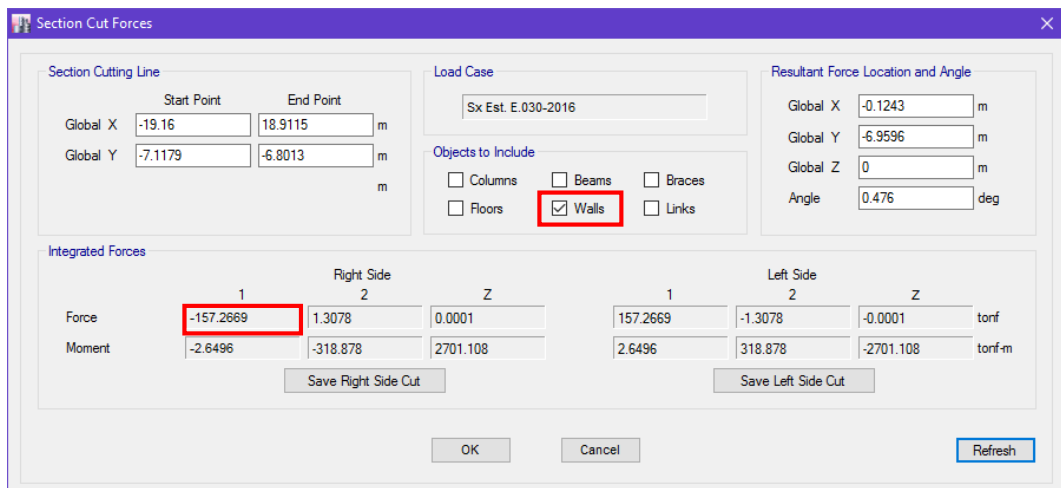 Section Cut Forces
Section Cutting Line
Start Point End Point
Global X -19.16 18.9115 m
Global Y -7.1179 -6.8013 m
m
Load Case
Sx Est. E.030-2016
Objects to Include
Columns Beams Braces
Floors Walls Links
Resultant Force Location and Angle
Global X -0.1243 m
Global Y -6.9596 m
Global Z 0 m
Angle 0.476 deg
Integrated Forces
Right Side Left Side
1 2 Z 1 2 Z
Force -157.2669 1.3078 0.0001 157.2669 -1.3078 -0.0001 tonf
Moment -2.6496 -318.878 2701.108 2.6496 318.878 -2701.108 tonf-m
Save Right Side Cut Save Left Side Cut
OK Cancel Refresh